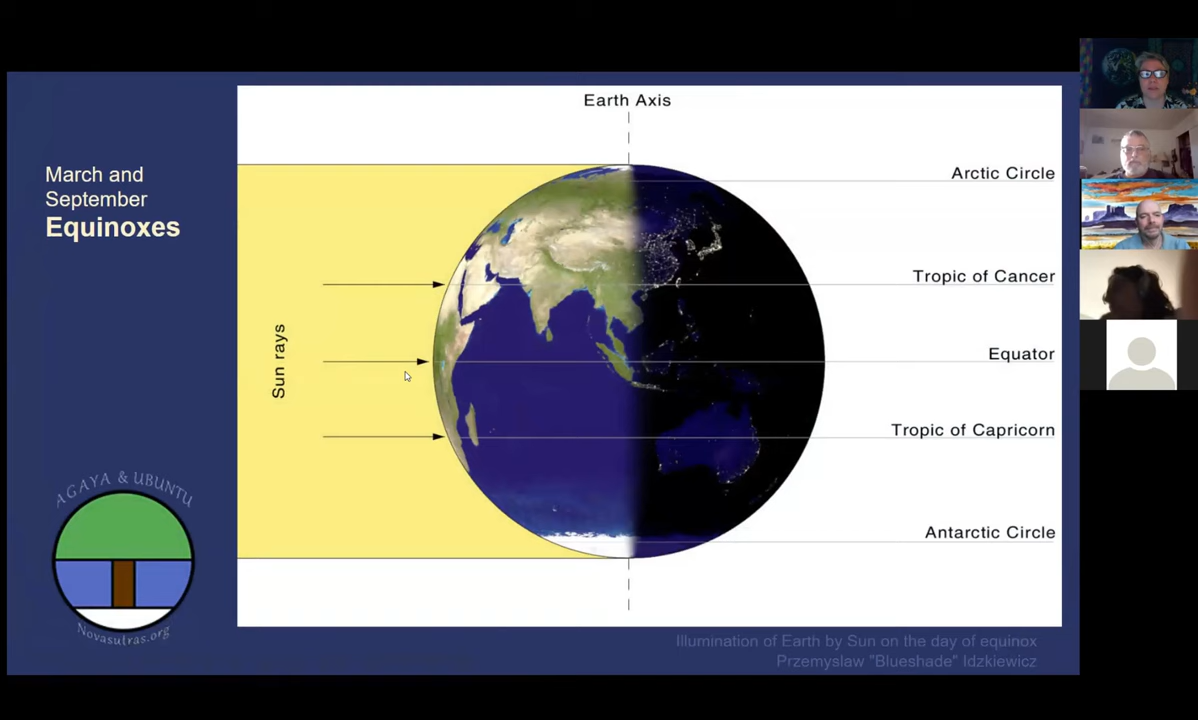 March and
September
Equinoxes
Earth Axis
Arctic Circle
Tropic of Cancer
Sun rays
Equator
Tropic of Capricorn
Antarctic Circle
AGAYA & UBUNTU
Novasutras.org
Illumination of Earth by Sun on the day of equinox
Przemyslaw "Blueshade" Idzkiewicz